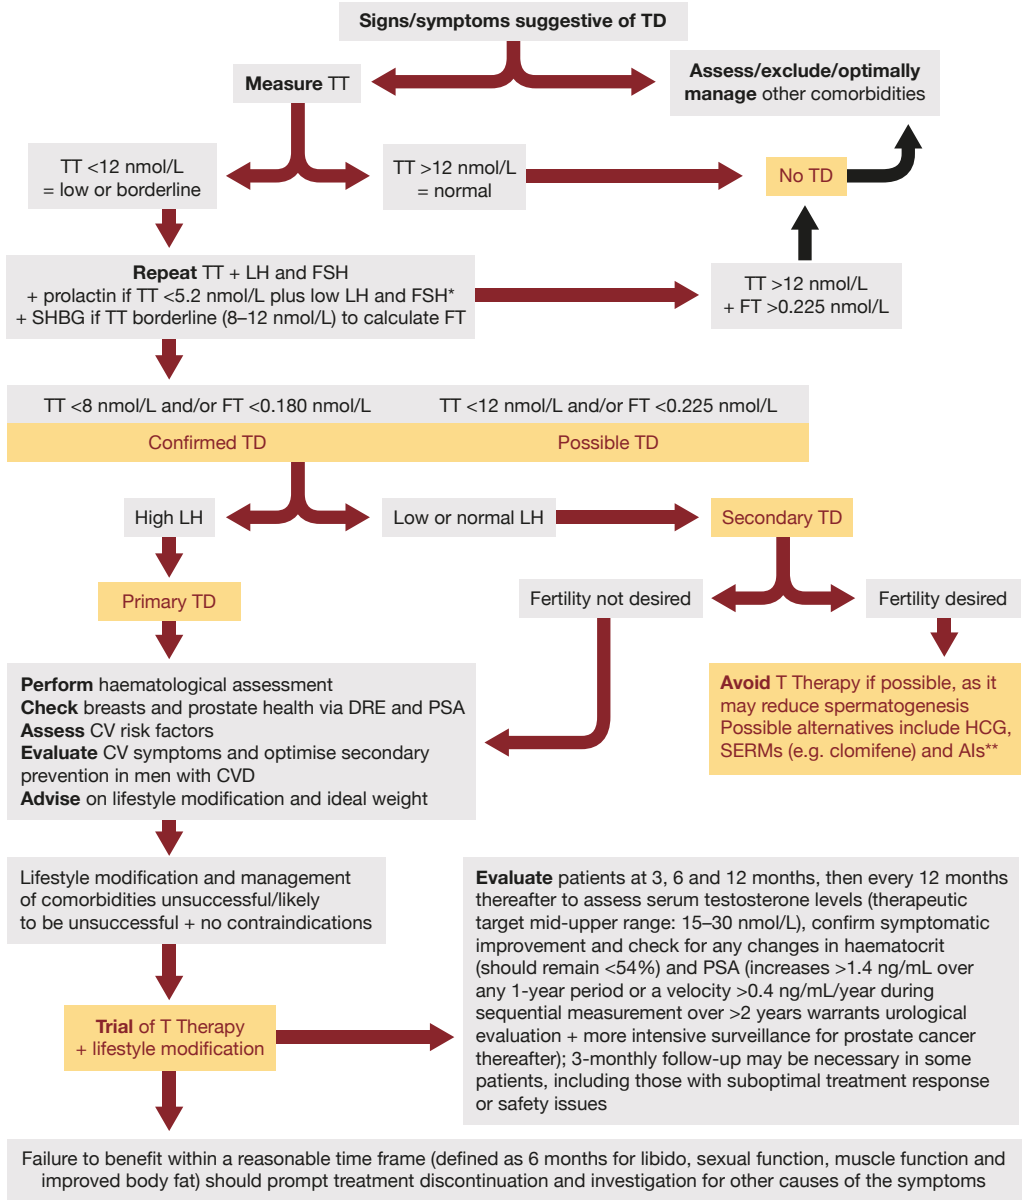 Signs/symptoms suggestive of TD
Measure TT
Assess/exclude/optimally
manage other comorbidities
TT <12 nmol/L
= low or borderline
TT >12 nmol/L
= normal
No TD
Repeat TT + LH and FSH
+ prolactin if TT <5.2 nmol/L plus low LH and FSH*
+ SHBG if TT borderline (8–12 nmol/L) to calculate FT
TT >12 nmol/L
+ FT >0.225 nmol/L
TT <8 nmol/L and/or FT <0.180 nmol/L
TT <12 nmol/L and/or FT <0.225 nmol/L
Confirmed TD
Possible TD
High LH
Low or normal LH
Secondary TD
Primary TD
Fertility not desired
Fertility desired
Perform haematological assessment
Check breasts and prostate health via DRE and PSA
Assess CV risk factors
Evaluate CV symptoms and optimise secondary
prevention in men with CVD
Advise on lifestyle modification and ideal weight
Avoid T Therapy if possible, as it
may reduce spermatogenesis
Possible alternatives include HCG,
SERMs (e.g. clomifene) and AIs**
Lifestyle modification and management
of comorbidities unsuccessful/likely
to be unsuccessful + no contraindications
Evaluate patients at 3, 6 and 12 months, then every 12 months
thereafter to assess serum testosterone levels (therapeutic
target mid-upper range: 15–30 nmol/L), confirm symptomatic
improvement and check for any changes in haematocrit
(should remain <54%) and PSA (increases >1.4 ng/mL over
any 1-year period or a velocity >0.4 ng/mL/year during
sequential measurement over >2 years warrants urological
evaluation + more intensive surveillance for prostate cancer
thereafter); 3-monthly follow-up may be necessary in some
patients, including those with suboptimal treatment response
or safety issues
Trial of T Therapy
+ lifestyle modification
Failure to benefit within a reasonable time frame (defined as 6 months for libido, sexual function, muscle function and
improved body fat) should prompt treatment discontinuation and investigation for other causes of the symptoms